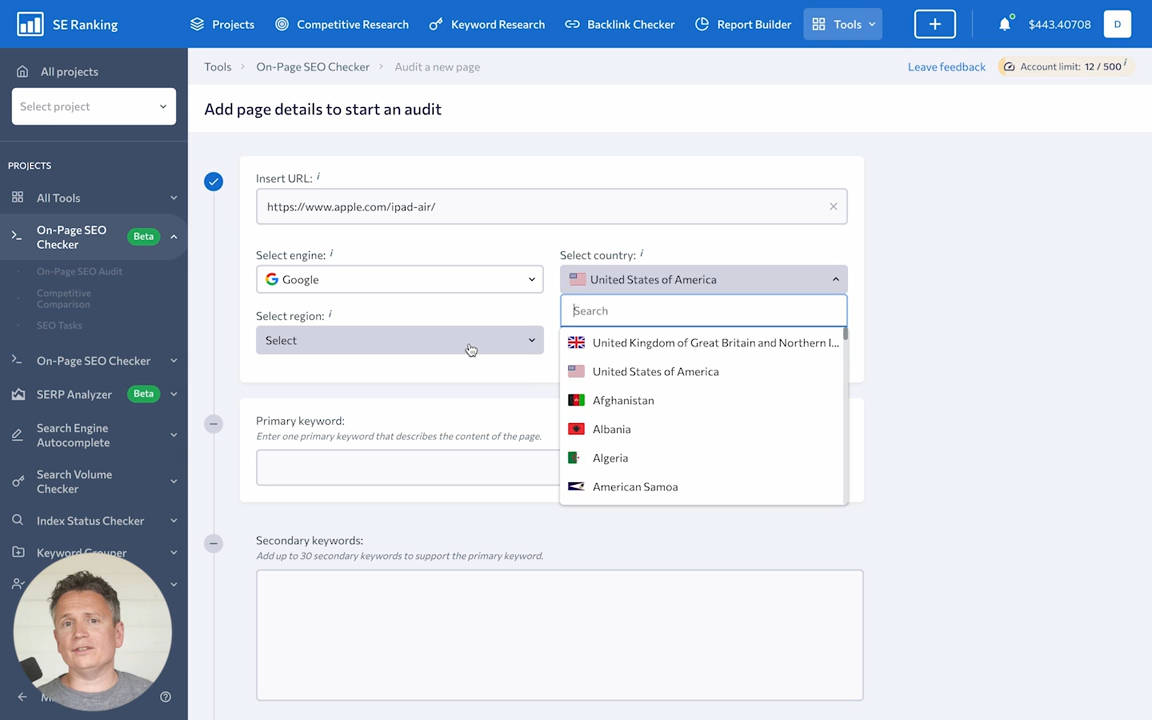 SE Ranking
Projects
Competitive Research
Keyword Research
Backlink Checker
Report Builder
Tools
$443.40708
D
All projects
Select project
PROJECTS
All Tools
On-Page SEO
Checker
Beta
On-Page SEO Audit
Competitive
Comparison
SEO Tasks
On-Page SEO Checker
SERP Analyzer
Beta
Search Engine
Autocomplete
Search Volume
Checker
Index Status Checker
Keyword Grouper
Tools > On-Page SEO Checker > Audit a new page
Leave feedback
Account limit: 12 / 500 i
Add page details to start an audit
Insert URL: i
https://www.apple.com/ipad-air/
Select engine: i
Google
Select country: i
United States of America
Search
United Kingdom of Great Britain and Northern I...
United States of America
Afghanistan
Albania
Algeria
American Samoa
Select region: i
Select
Primary keyword:
Enter one primary keyword that describes the content of the page.
Secondary keywords:
Add up to 30 secondary keywords to support the primary keyword.